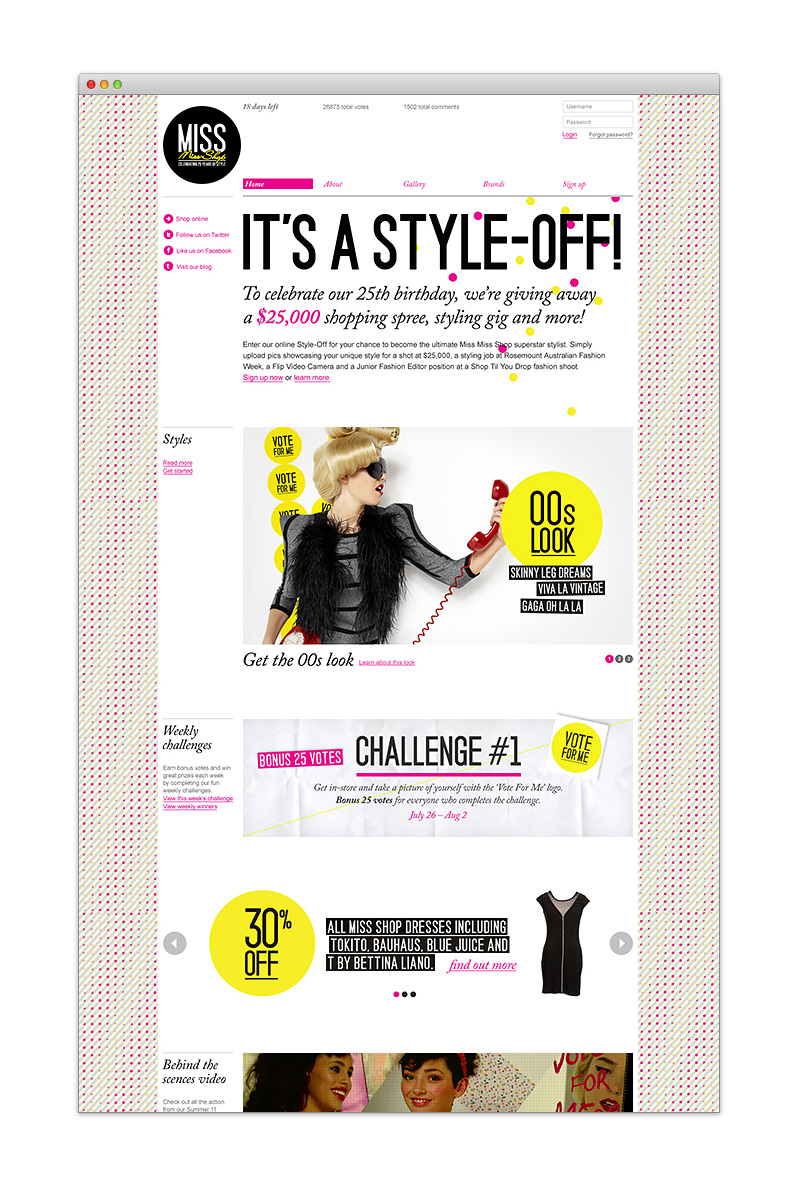 MISS
Miss Shop
CELEBRATING 25 YEARS OF STYLE
18 days left
26875 total votes
1502 total comments
Username
Password
Login
Forgot password?
Home
About
Gallery
Brands
Sign up
Shop online
Follow us on Twitter
Like us on Facebook
Visit our blog
IT'S A STYLE-OFF!
To celebrate our 25th birthday, we're giving away
a $25,000 shopping spree, styling gig and more!
Enter our online Style-Off for your chance to become the ultimate Miss Miss Shop superstar stylist. Simply
upload pics showcasing your unique style for a shot at $25,000, a styling job at Rosemount Australian Fashion
Week, a Flip Video Camera and a Junior Fashion Editor position at a Shop Til You Drop fashion shoot.
Sign up now or learn more.
Styles
Read more
Get started
VOTE
FOR ME
VOTE
FOR ME
VOTE
VOTE
00s
LOOK
SKINNY LEG DREAMS
VIVA LA VINTAGE
GAGA OH LA LA
Get the 00s look
Learn about this look
1 2 3
Weekly
challenges
Earn bonus votes and win
great prizes each week
by completing our fun
weekly challenges.
View this week's challenge
View weekly winners
BONUS 25 VOTES
CHALLENGE #1
VOTE
FOR ME
Get in-store and take a picture of yourself with the 'Vote For Me' logo.
Bonus 25 votes for everyone who completes the challenge.
July 26 – Aug 2
30%
OFF
ALL MISS SHOP DRESSES INCLUDING
TOKITO, BAUHAUS, BLUE JUICE AND
T BY BETTINA LIANO.
find out more
Behind the
scences video
Check out all the action
from our Summer 11
VOTE
FOR